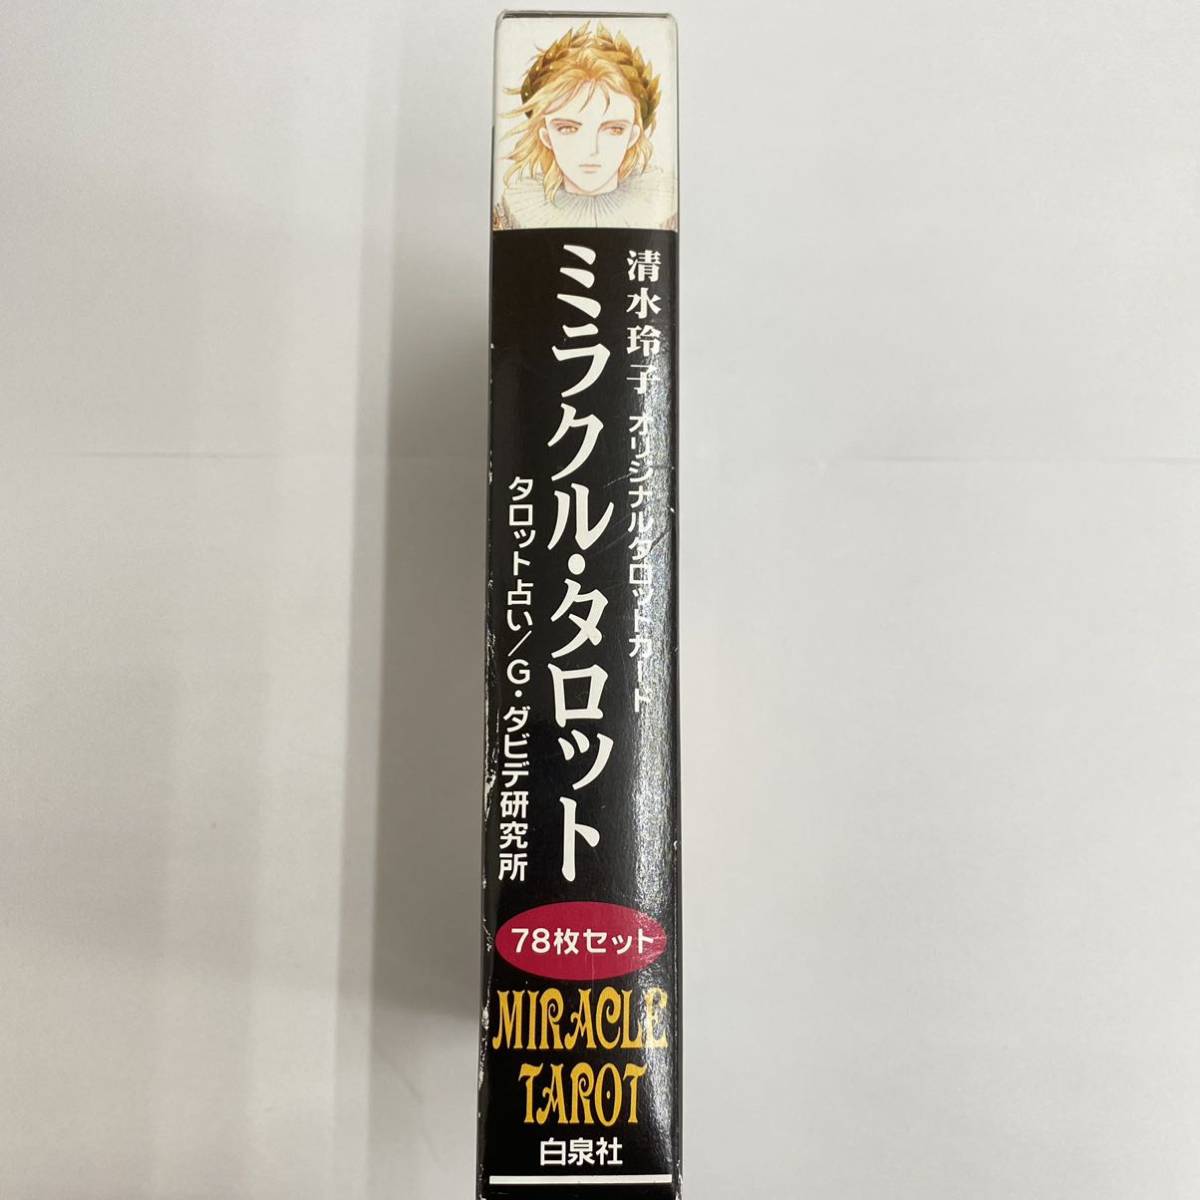 清水玲子 オリジナルタロットカード
ミラクル・タロット
タロット占い/G・ダビデ研究所
78枚セット
MIRACLE
TAROT
白泉社